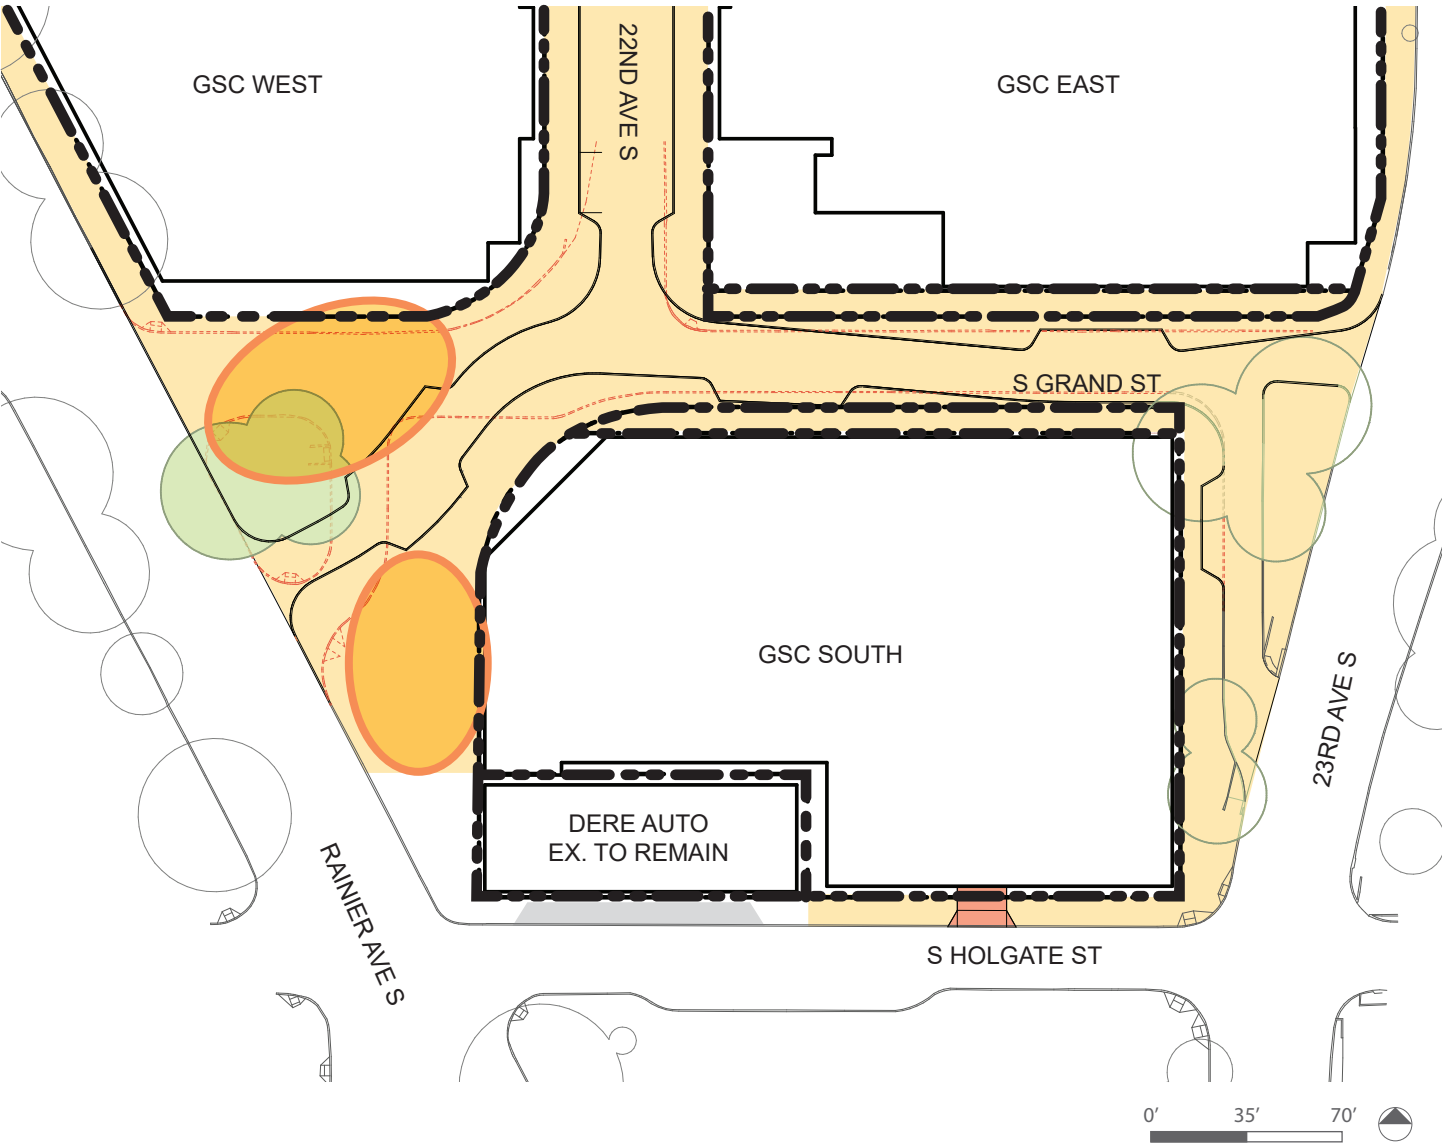 GSC WEST
22ND AVE S
GSC EAST
S GRAND ST
GSC SOUTH
23RD AVE S
DERE AUTO
EX. TO REMAIN
RAINIER AVE S
S HOLGATE ST
0′ 35′ 70′